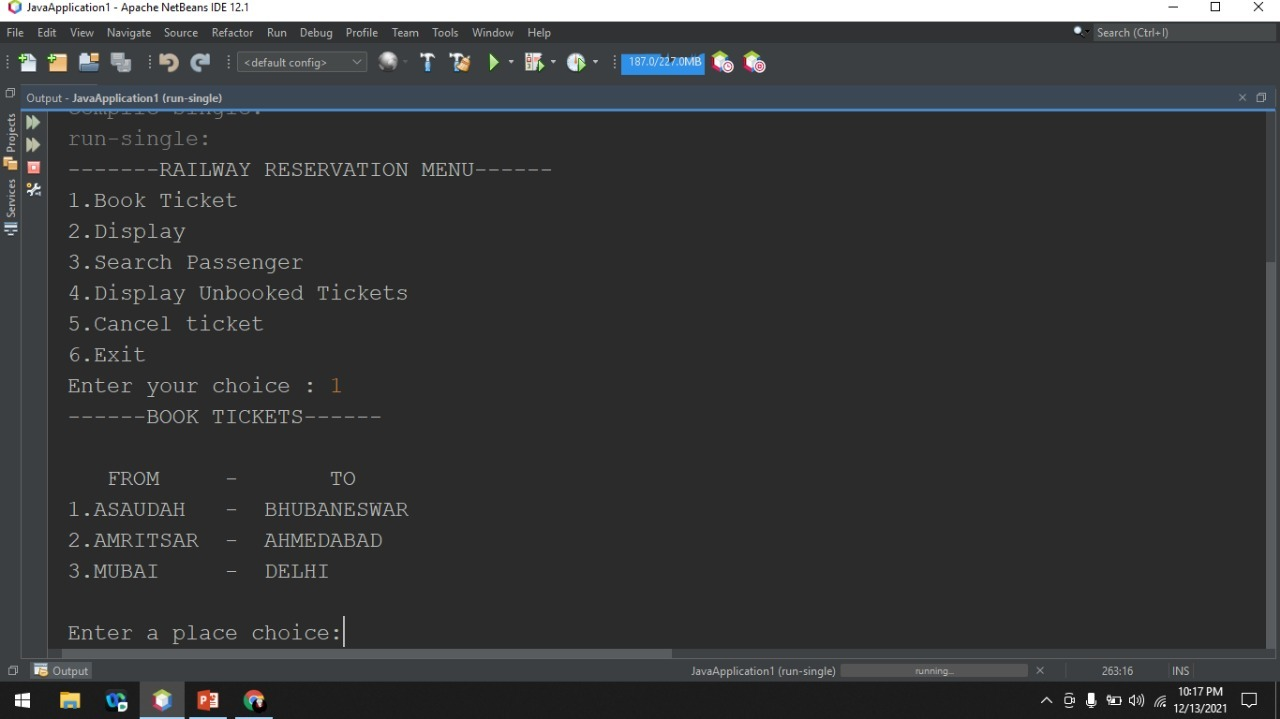 JavaApplication1 - Apache NetBeans IDE 12.1
File Edit View Navigate Source Refactor Run Debug Profile Team Tools Window Help
Search (Ctrl+I)
<default config>
187.0/227.0MB
Output - JavaApplication1 (run-single)
Projects
Services
run-single:
-------RAILWAY RESERVATION MENU------
1.Book Ticket
2.Display
3.Search Passenger
4.Display Unbooked Tickets
5.Cancel ticket
6.Exit
Enter your choice : 1
------BOOK TICKETS------
FROM - TO
1.ASAUDAH - BHUBANESWAR
2.AMRITSAR - AHMEDABAD
3.MUBAI - DELHI
Enter a place choice:
Output
JavaApplication1 (run-single) running... 263:16 INS
10:17 PM
12/13/2021